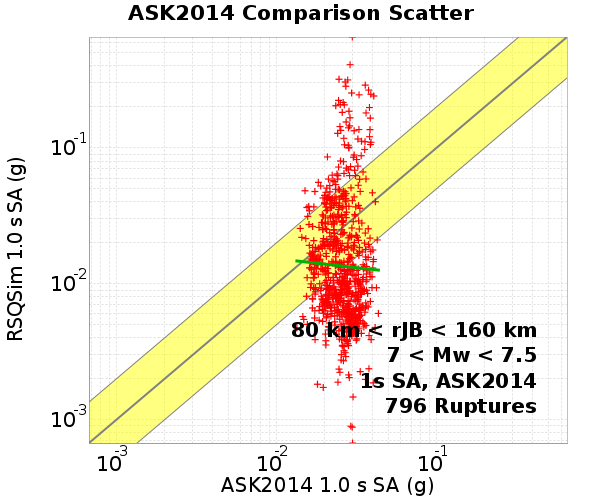 ASK2014 Comparison Scatter
RSQSim 1.0 s SA (g)
10-1
10-2
10-3
80 km < rJB < 160 km
7 < Mw < 7.5
1s SA, ASK2014
796 Ruptures
10-3 10-2 10-1
ASK2014 1.0 s SA (g)